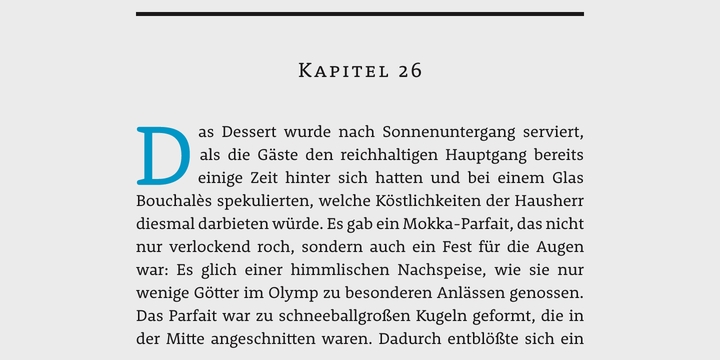 Kapitel 26
Das Dessert wurde nach Sonnenuntergang serviert,
als die Gäste den reichhaltigen Hauptgang bereits
einige Zeit hinter sich hatten und bei einem Glas
Bouchalès spekulierten, welche Köstlichkeiten der Hausherr
diesmal darbieten würde. Es gab ein Mokka-Parfait, das nicht
nur verlockend roch, sondern auch ein Fest für die Augen
war: Es glich einer himmlischen Nachspeise, wie sie nur
wenige Götter im Olymp zu besonderen Anlässen genossen.
Das Parfait war zu schneeballgroßen Kugeln geformt, die in
der Mitte angeschnitten waren. Dadurch entblößte sich ein